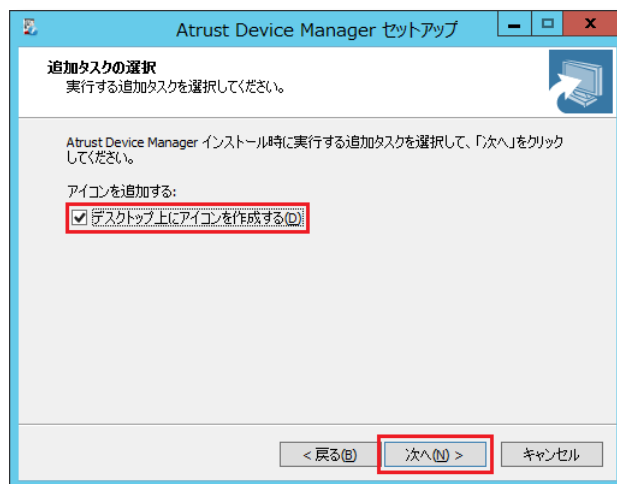 Atrust Device Manager セットアップ
追加タスクの選択
実行する追加タスクを選択してください。
Atrust Device Manager インストール時に実行する追加タスクを選択して、「次へ」をクリック
してください。
アイコンを追加する:
デスクトップ上にアイコンを作成する(D)
< 戻る(B)
次へ(N) >
キャンセル